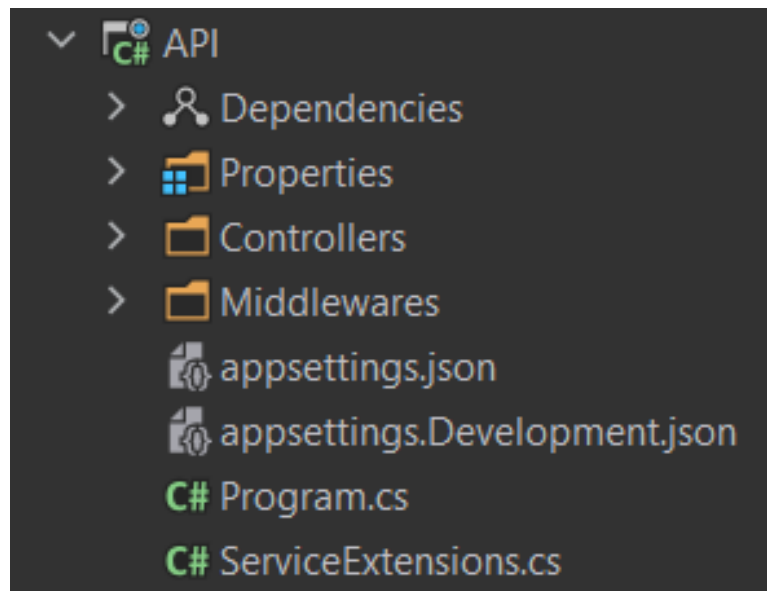 C# API
Dependencies
Properties
Controllers
Middlewares
appsettings.json
appsettings.Development.json
C# Program.cs
C# ServiceExtensions.cs